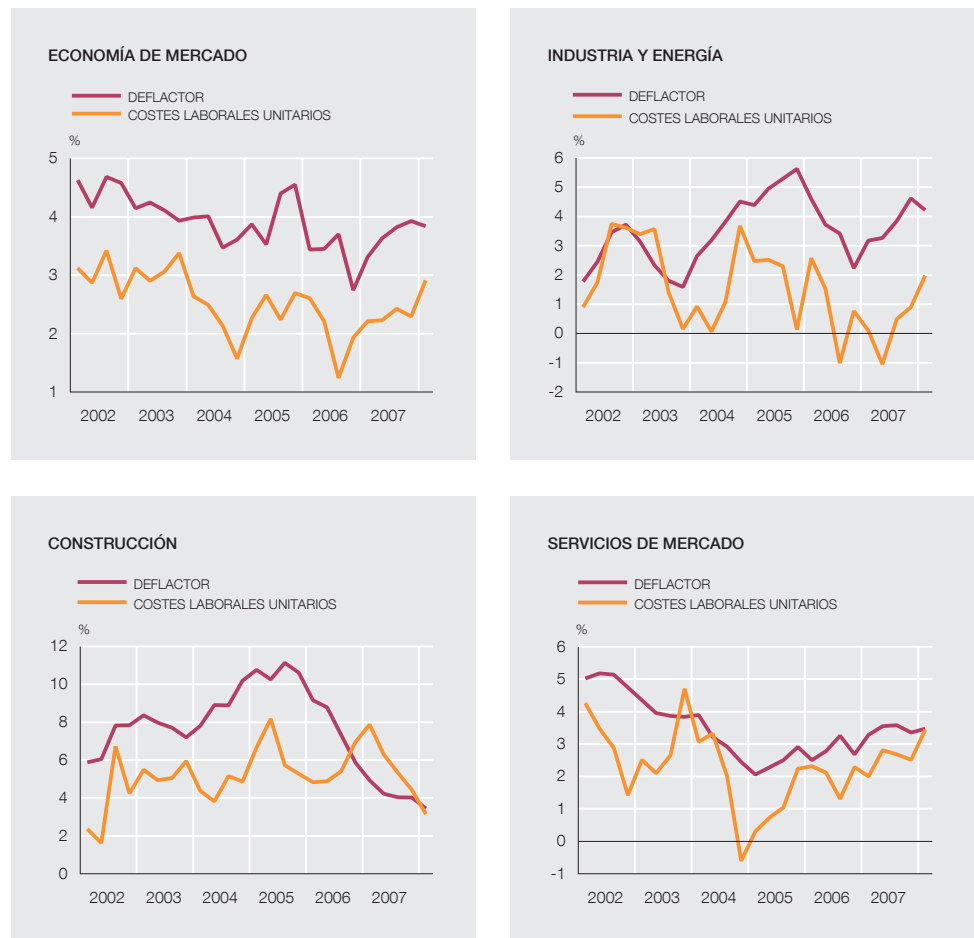 ECONOMÍA DE MERCADO
DEFLACTOR
COSTES LABORALES UNITARIOS
%
5
4
3
2
1
2002 2003 2004 2005 2006 2007
INDUSTRIA Y ENERGÍA
DEFLACTOR
COSTES LABORALES UNITARIOS
%
6
5
4
3
2
1
0
-1
-2
2002 2003 2004 2005 2006 2007
CONSTRUCCIÓN
DEFLACTOR
COSTES LABORALES UNITARIOS
%
12
10
8
6
4
2
0
2002 2003 2004 2005 2006 2007
SERVICIOS DE MERCADO
DEFLACTOR
COSTES LABORALES UNITARIOS
%
6
5
4
3
2
1
0
-1
2002 2003 2004 2005 2006 2007